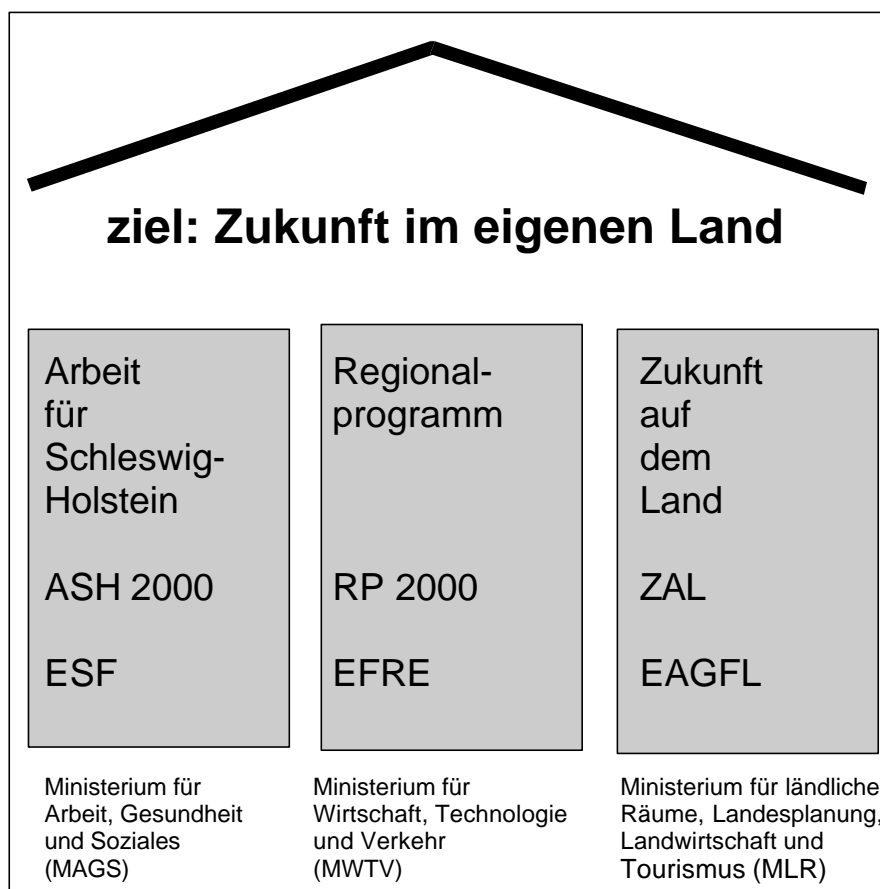 ziel: Zukunft im eigenen Land
Arbeit
für
Schleswig-
Holstein
ASH 2000
ESF
Regional-
programm
RP 2000
EFRE
Zukunft
auf
dem
Land
ZAL
EAGFL
Ministerium für
Arbeit, Gesundheit
und Soziales
(MAGS)
Ministerium für
Wirtschaft, Technologie
und Verkehr
(MWTV)
Ministerium für ländliche
Räume, Landesplanung,
Landwirtschaft und
Tourismus (MLR)